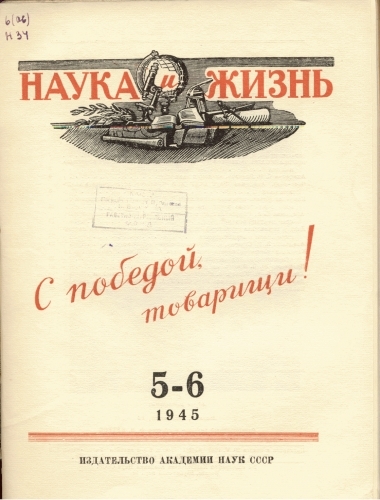 6(06)
Н 34
НАУКА и ЖИЗНЬ
С победой,
товарищи!
5-6
1945
ИЗДАТЕЛЬСТВО АКАДЕМИИ НАУК СССР